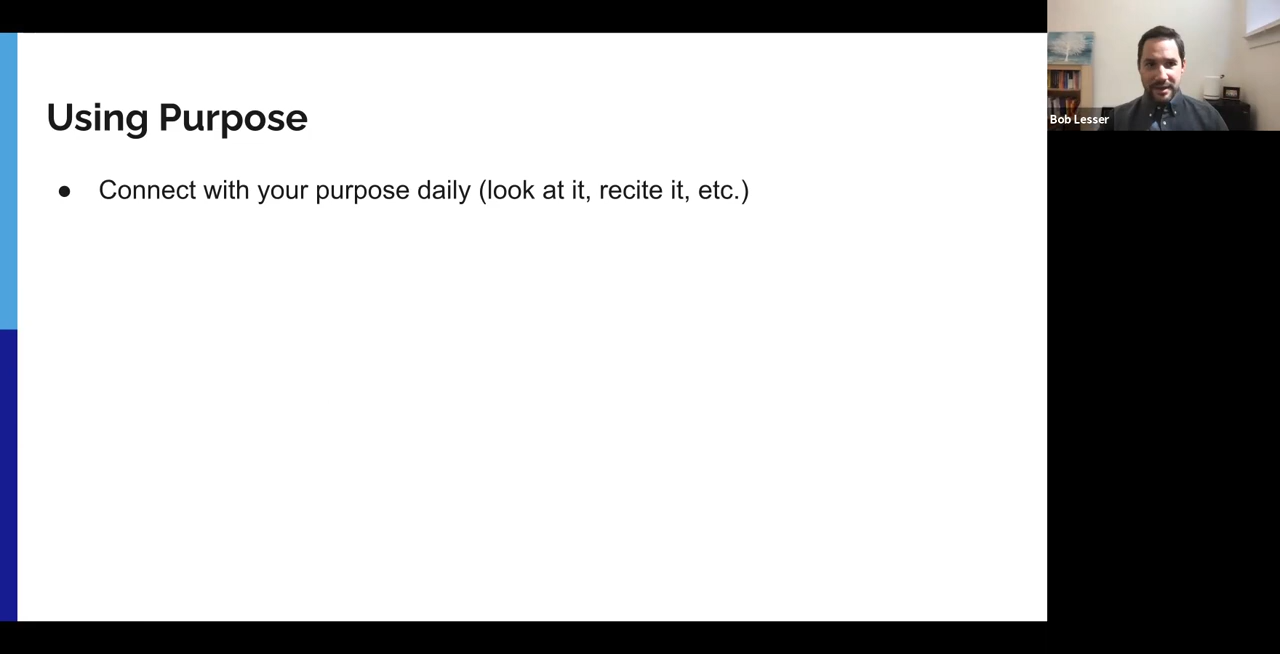 Using Purpose
● Connect with your purpose daily (look at it, recite it, etc.)
Bob Lesser